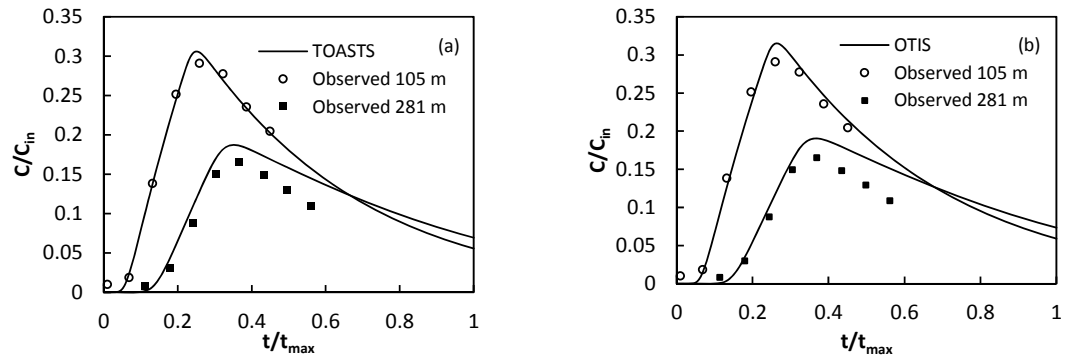 0.35
0.3
0.25
0.2
0.15
0.1
0.05
0
C/Cin
TOASTS
Observed 105 m
Observed 281 m
(a)
0 0.2 0.4 0.6 0.8 1
t/tmax
0.35
0.3
0.25
0.2
0.15
0.1
0.05
0
C/Cin
OTIS
Observed 105 m
Observed 281 m
(b)
0 0.2 0.4 0.6 0.8 1
t/tmax